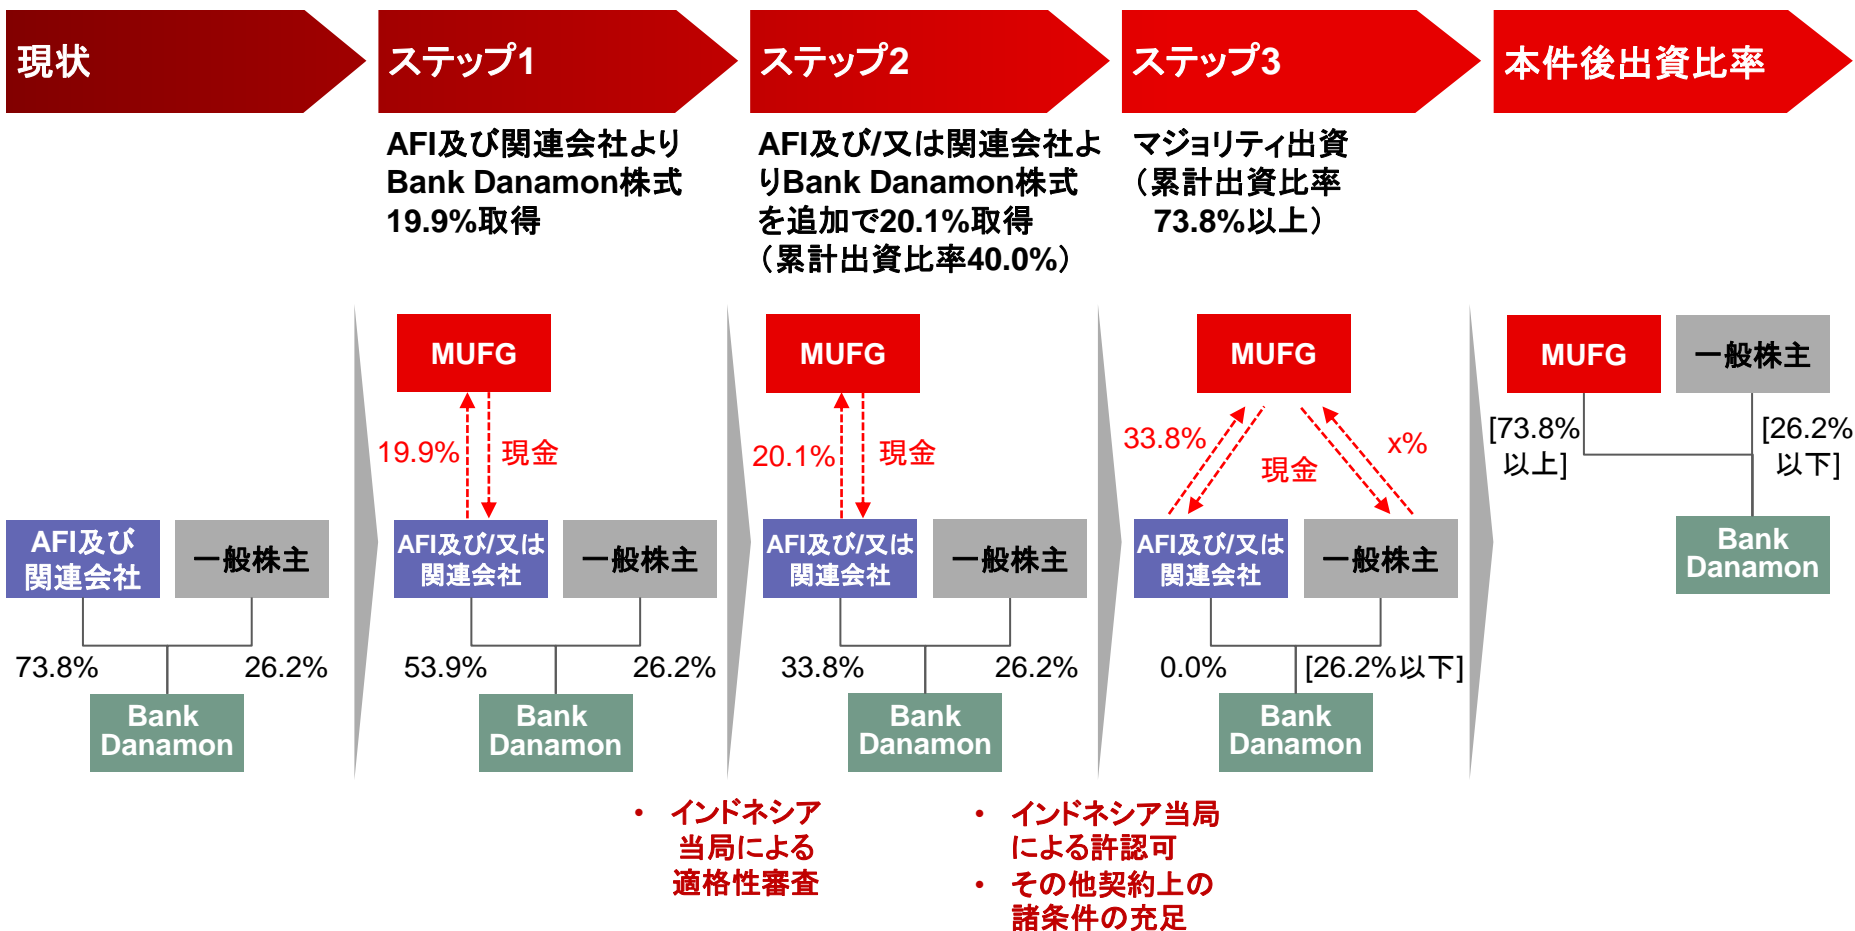 現状
ステップ1
ステップ2
ステップ3
本件後出資比率
AFI及び関連会社より
Bank Danamon株式
19.9%取得
AFI及び/又は関連会社よ
りBank Danamon株式
を追加で20.1%取得
（累計出資比率40.0%）
マジョリティ出資
（累計出資比率
73.8%以上）
AFI及び
関連会社
一般株主
73.8%
26.2%
Bank
Danamon
MUFG
19.9%
現金
AFI及び/又は
関連会社
一般株主
53.9%
26.2%
Bank
Danamon
MUFG
20.1%
現金
AFI及び/又は
関連会社
一般株主
33.8%
26.2%
Bank
Danamon
MUFG
33.8%
現金
x%
AFI及び/又は
関連会社
一般株主
0.0%
[26.2%以下]
Bank
Danamon
MUFG
一般株主
[73.8%
以上]
[26.2%
以下]
Bank
Danamon
• インドネシア
当局による
適格性審査
• インドネシア当局
による許認可
• その他契約上の
諸条件の充足